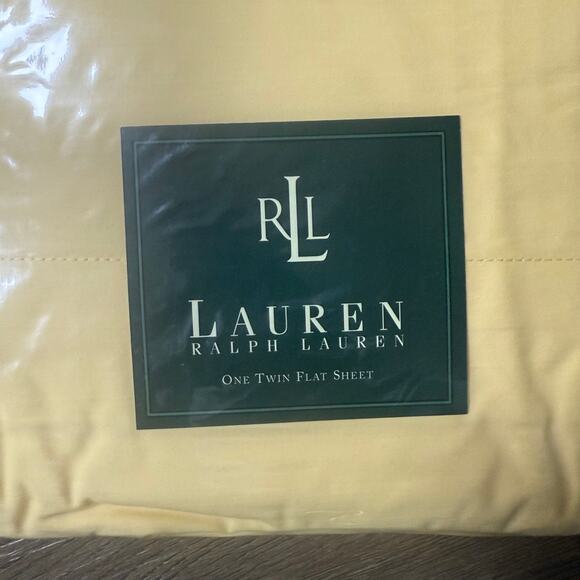 RLL
LAUREN
RALPH LAUREN
ONE TWIN FLAT SHEET